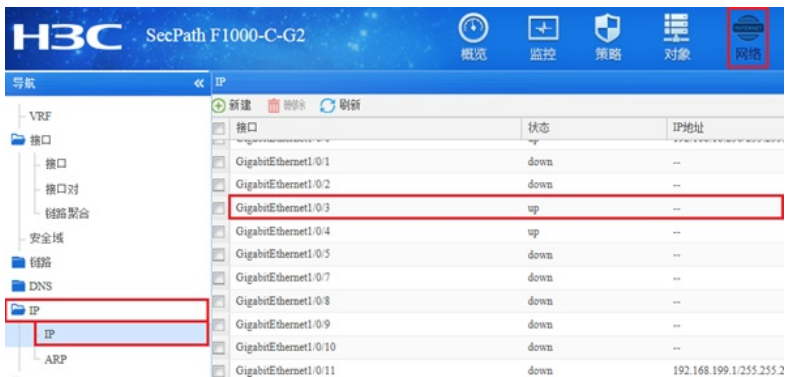 H3C SecPath F1000-C-G2
概览 监控 策略 对象 网络
导航 « IP
新建 删除 刷新
VRF
接口
接口
接口对
链路聚合
安全域
链路
DNS
IP
IP
ARP
接口 状态 IP地址
GigabitEthernet1/0/1 down --
GigabitEthernet1/0/2 down --
GigabitEthernet1/0/3 up --
GigabitEthernet1/0/4 up --
GigabitEthernet1/0/5 down --
GigabitEthernet1/0/7 down --
GigabitEthernet1/0/8 down --
GigabitEthernet1/0/9 down --
GigabitEthernet1/0/10 down --
GigabitEthernet1/0/11 down 192.168.199.1/255.255.2